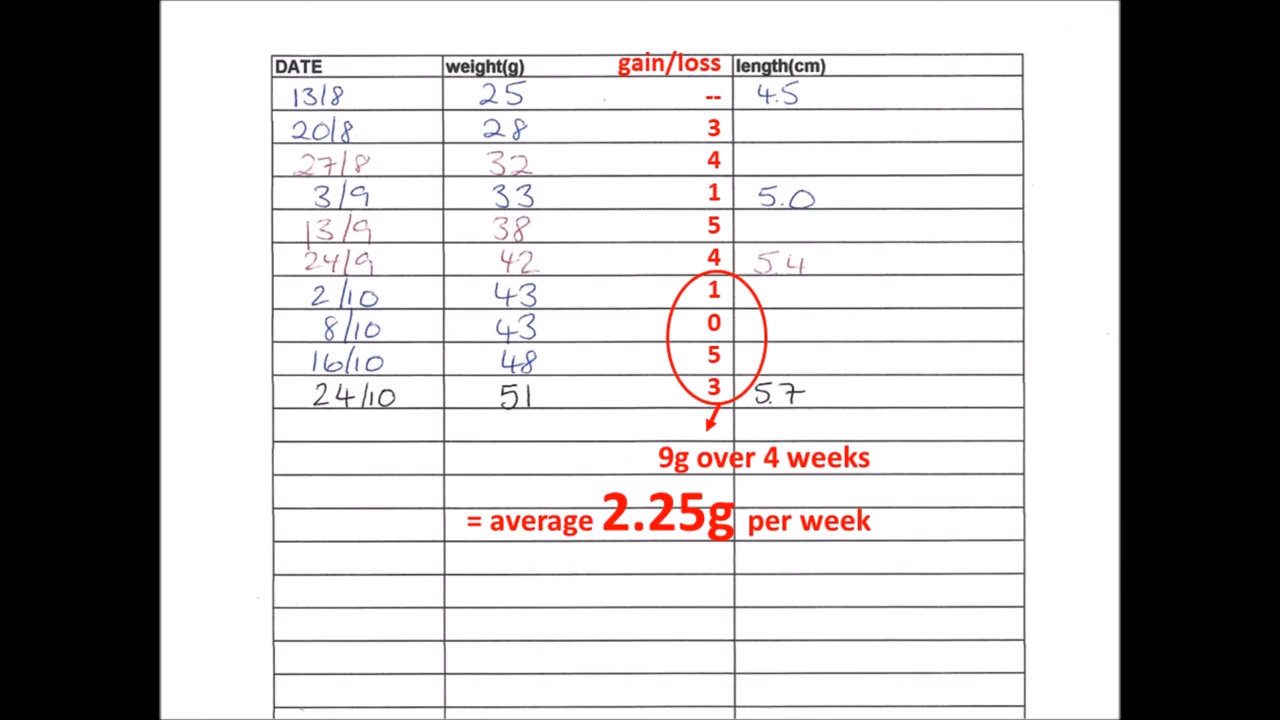 DATE weight(g) gain/loss length(cm)
13/8 25 -- 4.5
20/8 28 3
27/8 32 4
3/9 33 1 5.0
13/9 38 5
24/9 42 4 5.4
2/10 43 1
8/10 43 0
16/10 48 5
24/10 51 3 5.7
9g over 4 weeks
= average 2.25g per week